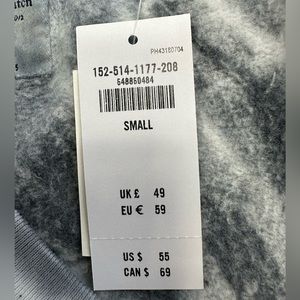 PH43180704
152-514-1177-208
548850484
SMALL
UK £ 49
EU € 59
US $ 55
CAN $ 69